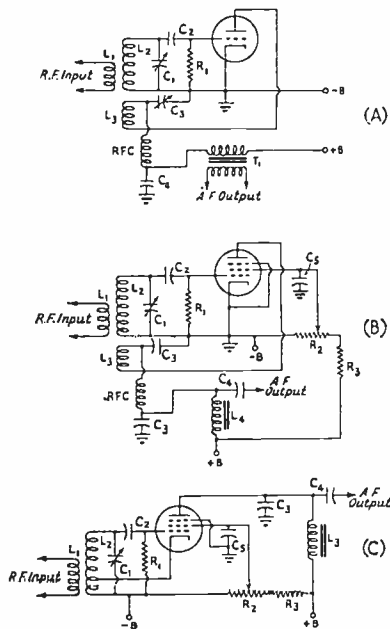 C2
L1
L2
R.F. Input
C1
R1
-B
(A)
L3
C3
RFC
+B
T1
C4
A.F Output
(B)
C5
C2
L1
L2
R.F. Input
C1
R1
-B
R2
L3
C3
R3
C4
A.F Output
RFC
C3
L4
+B
(C)
C4
A.F Output
C3
C2
L1
L2
C5
L3
R.F. Input
C1
R1
R2
R3
-B
+B